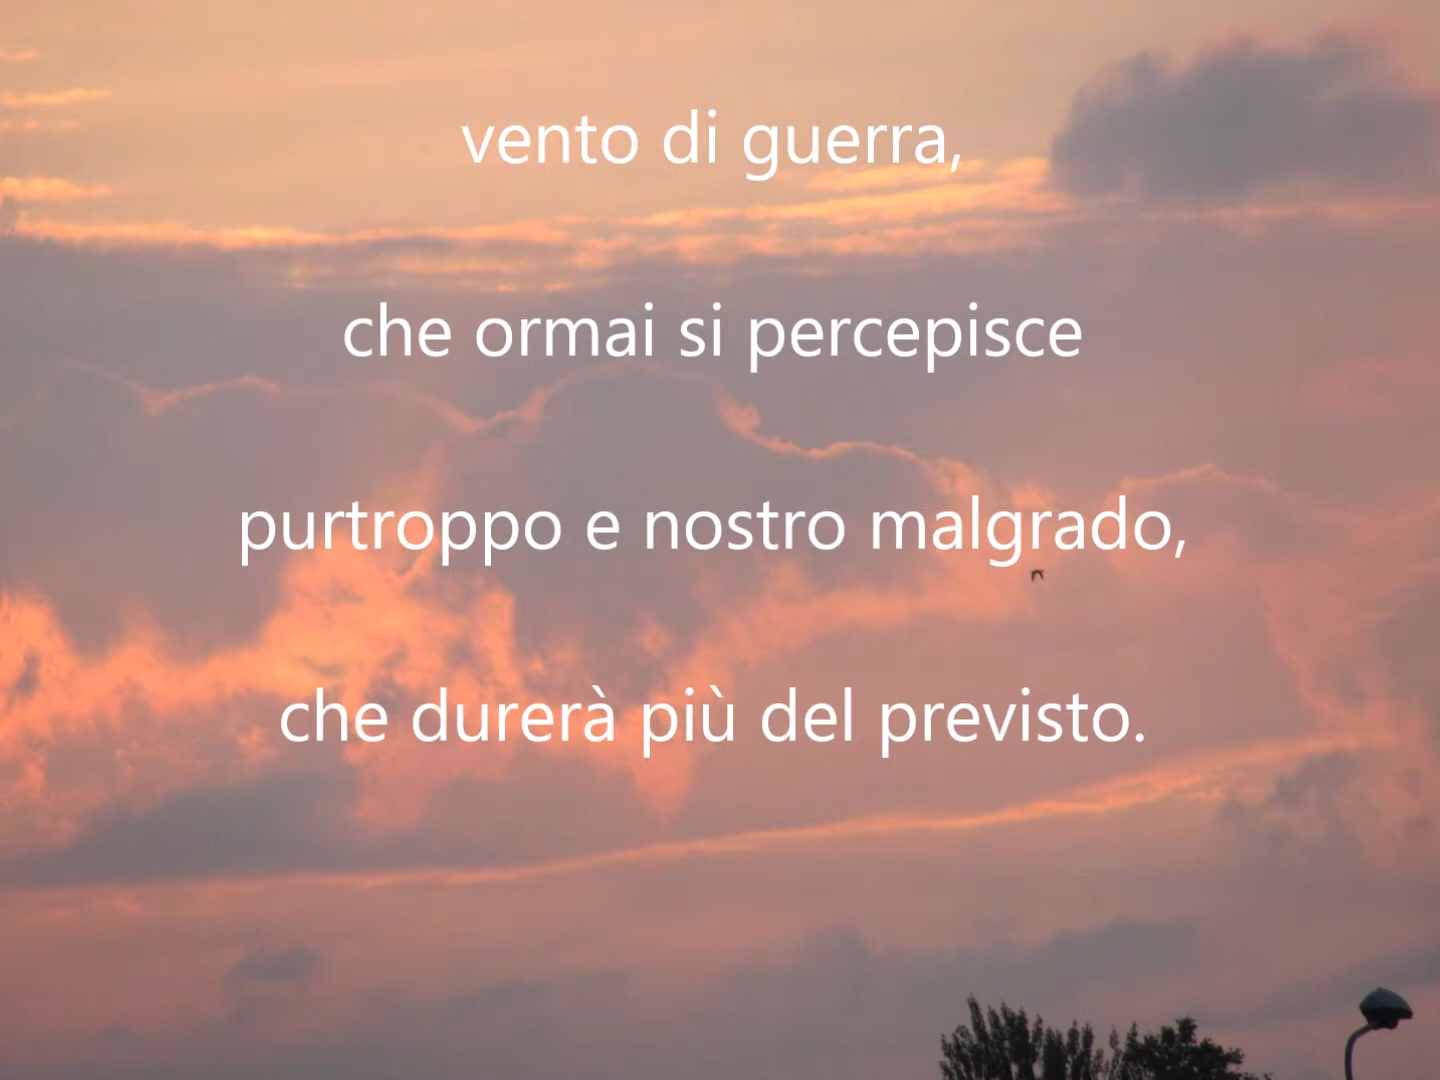 vento di guerra,
che ormai si percepisce
purtroppo e nostro malgrado,
che durerà più del previsto.